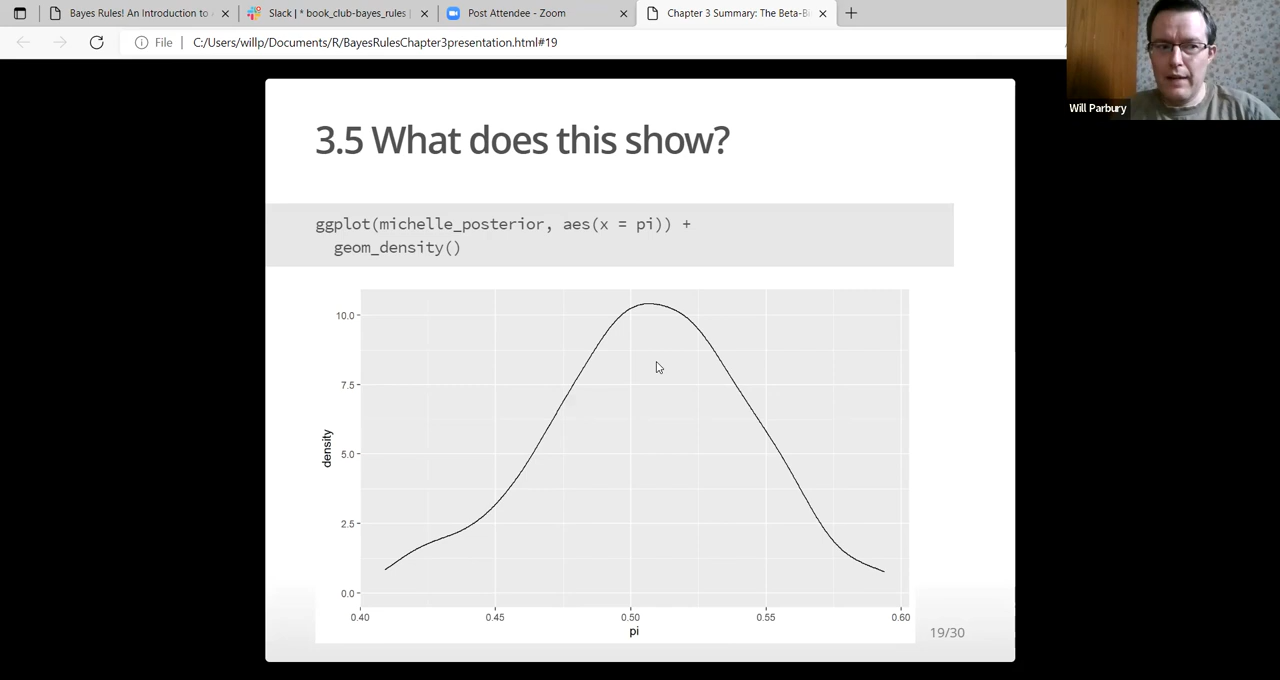 Bayes Rules! An Introduction to
Slack | * book_club-bayes_rules |
Post Attendee - Zoom
Chapter 3 Summary: The Beta-Bi
File
C:/Users/willp/Documents/R/BayesRulesChapter3presentation.html#19
Will Parbury
3.5 What does this show?
ggplot(michelle_posterior, aes(x = pi)) +
geom_density()
density
10.0
7.5
5.0
2.5
0.0
0.40 0.45 0.50 0.55 0.60
pi
19/30